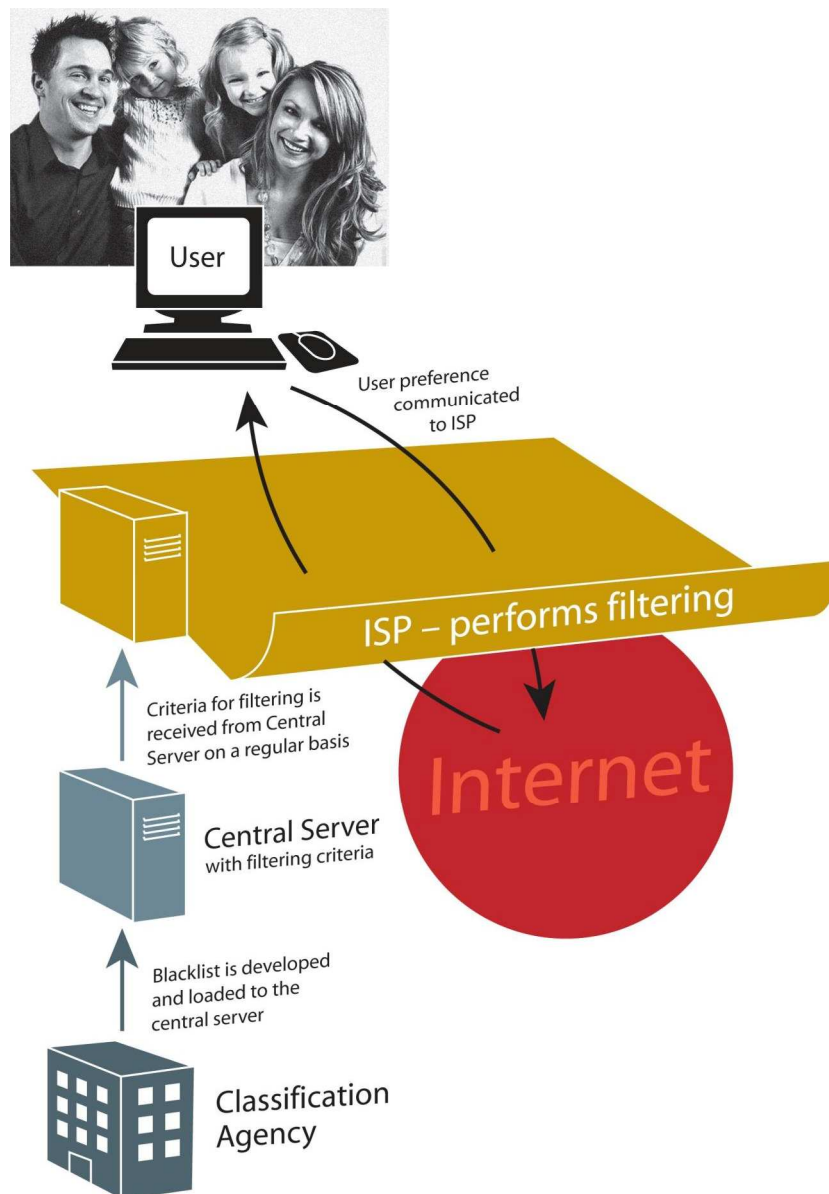 User
User preference
communicated
to ISP
ISP – performs filtering
Criteria for filtering is
received from Central
Server on a regular basis
Internet
Central Server
with filtering criteria
Blacklist is developed
and loaded to the
central server
Classification
Agency